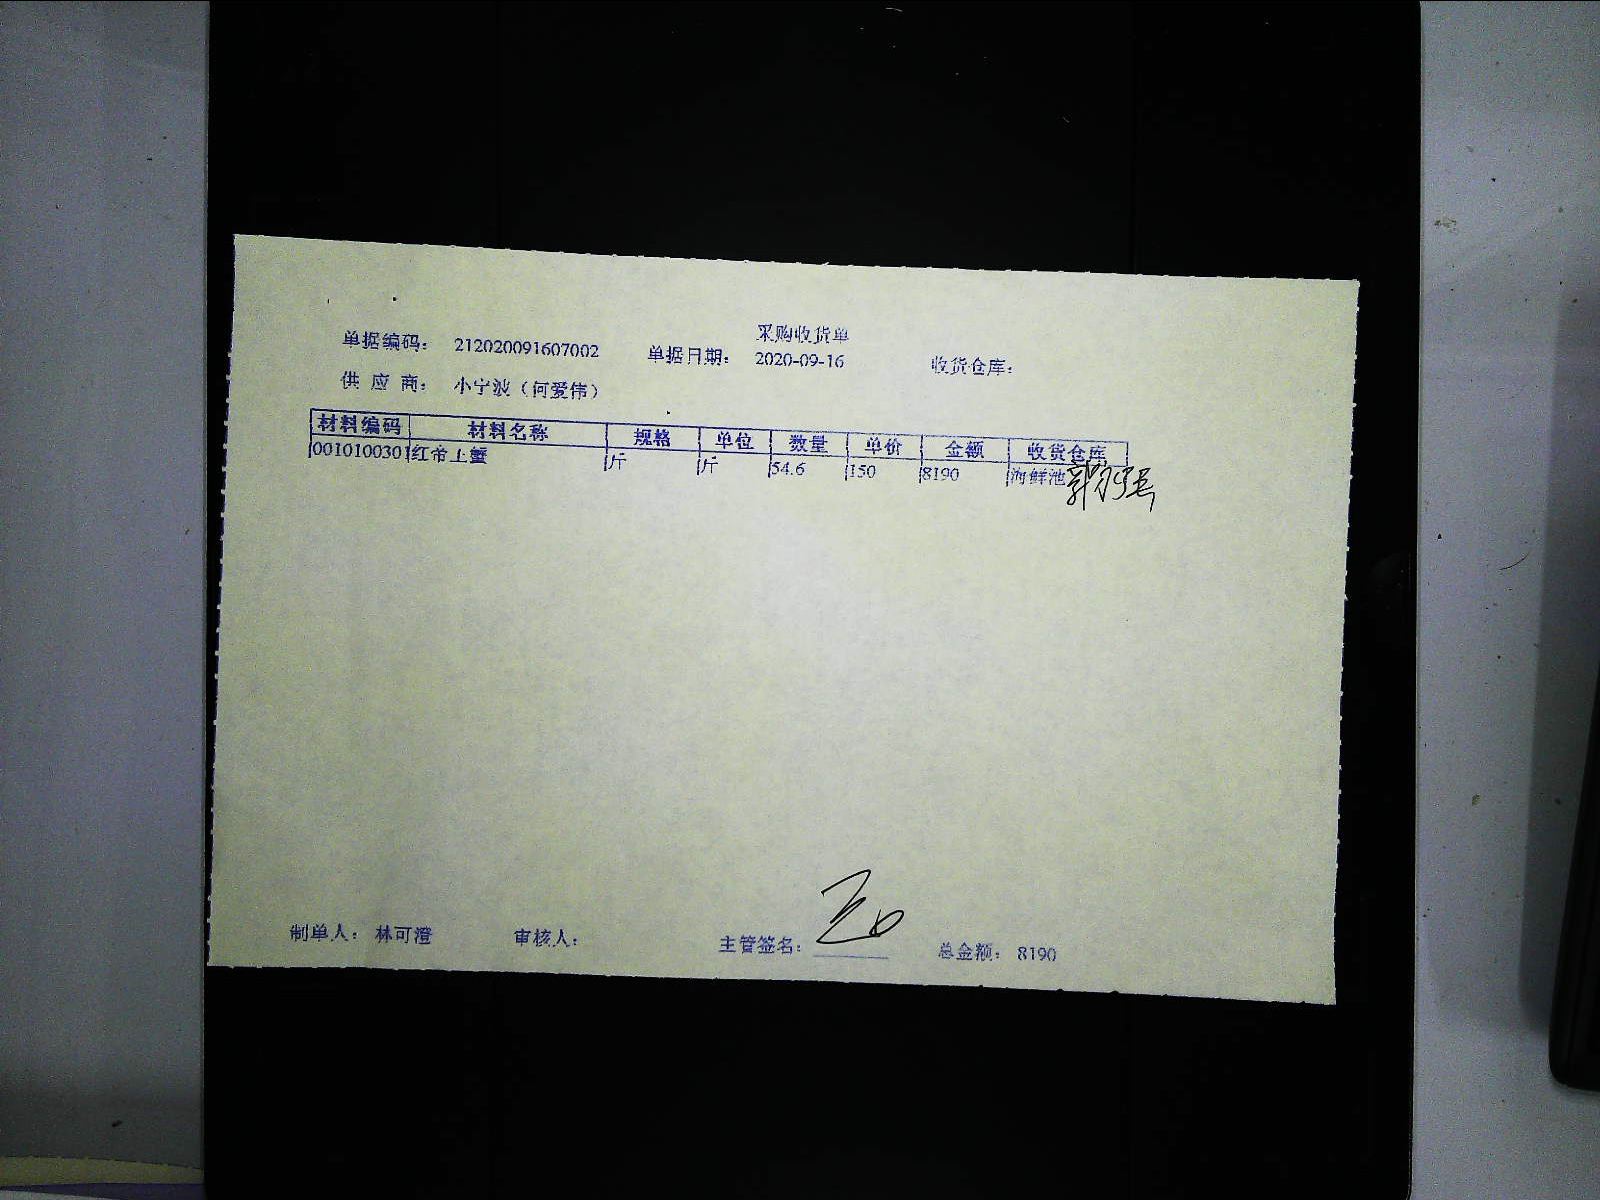 采购收货单
单据编码： 212020091607002 单据日期： 2020-09-16 收货仓库：
供应商： 小宁波（何爱伟）
材料编码 材料名称 规格 单位 数量 单价 金额 收货仓库
0010100301 红帝王蟹 斤 斤 54.6 150 8190 海鲜池
制单人： 林可澄 审核人： 主管签名： 总金额： 8190